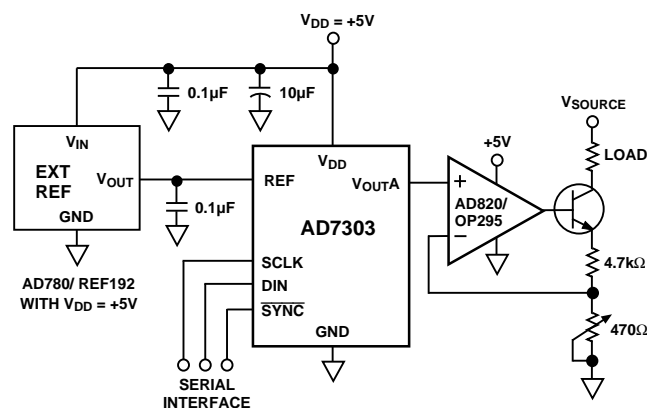 V_DD = +5V
0.1µF
10µF
V_SOURCE
V_IN
EXT
REF
V_OUT
GND
0.1µF
REF
V_DD
V_OUTA
AD7303
SCLK
DIN
SYNC
GND
+5V
+
AD820/
OP295
−
LOAD
4.7kΩ
470Ω
AD780/ REF192
WITH V_DD = +5V
SERIAL
INTERFACE